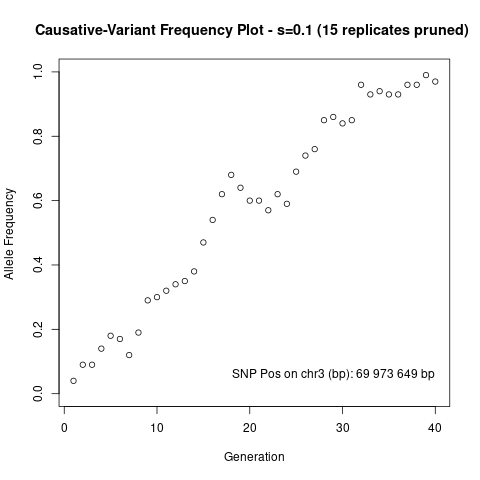 Causative-Variant Frequency Plot - s=0.1 (15 replicates pruned)
1.0
0.8
0.6
0.4
0.2
0.0
Allele Frequency
SNP Pos on chr3 (bp): 69 973 649 bp
0 10 20 30 40
Generation